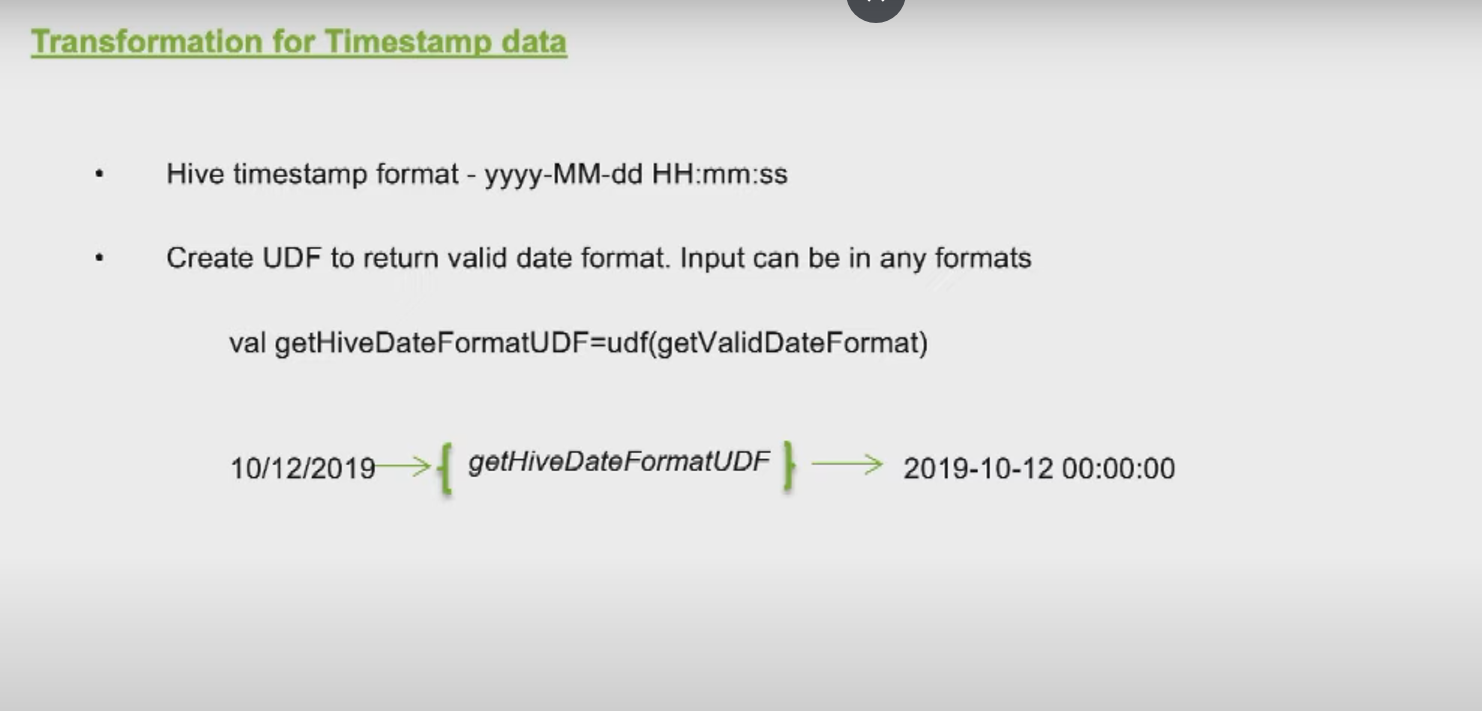 Transformation for Timestamp data
• Hive timestamp format - yyyy-MM-dd HH:mm:ss
• Create UDF to return valid date format. Input can be in any formats
val getHiveDateFormatUDF=udf(getValidDateFormat)
10/12/2019 { getHiveDateFormatUDF } 2019-10-12 00:00:00